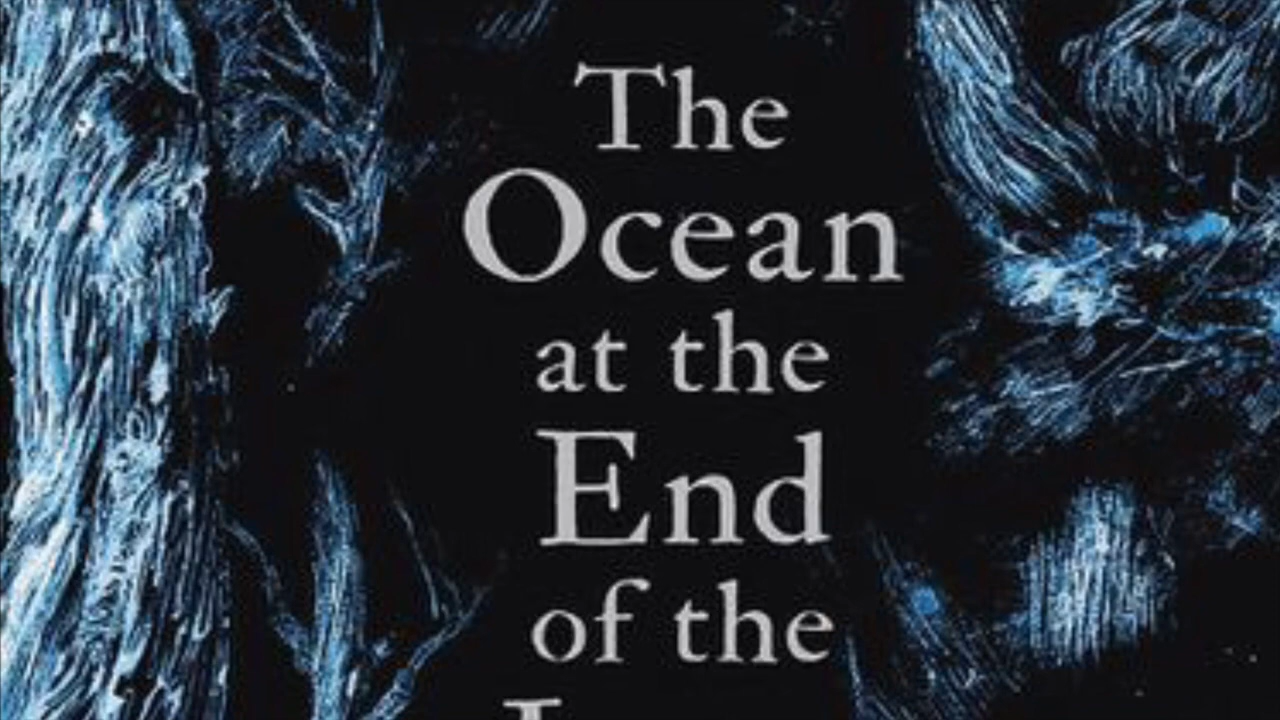 The
Ocean
at the
End
of the